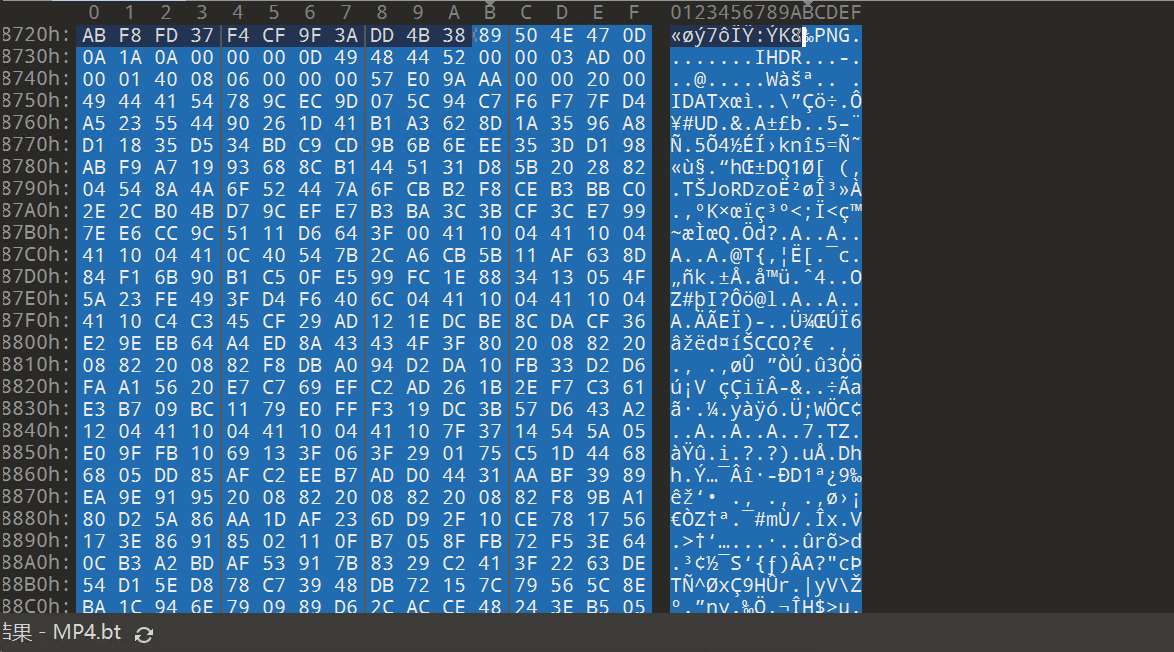 0 1 2 3 4 5 6 7 8 9 A B C D E F 0123456789ABCDEF
8720h: AB F8 FD 37 F4 CF 9F 3A DD 4B 38 89 50 4E 47 0D «øý7ôÏŸ:ÝK8‰PNG.
8730h: 0A 1A 0A 00 00 00 0D 49 48 44 52 00 00 03 AD 00 .......IHDR...-.
8740h: 00 01 40 08 06 00 00 00 57 E0 9A AA 00 00 20 00 ..@.....Wàšª.. .
8750h: 49 44 41 54 78 9C EC 9D 07 5C 94 C7 F6 F7 7F D4 IDATxœì..\”Çö÷.Ô
8760h: A5 23 55 44 90 26 1D 41 B1 A3 62 8D 1A 35 96 A8 ¥#UD.&.A±£b..5–¨
8770h: D1 18 35 D5 34 BD C9 CD 9B 6B 6E EE 35 3D D1 98 Ñ.5Õ4½ÉÍ›knî5=Ñ˜
8780h: AB F9 A7 19 93 68 8C B1 44 51 31 D8 5B 20 28 82 «ù§.“hŒ±DQ1Ø[ (‚
8790h: 04 54 8A 4A 6F 52 44 7A 6F CB B2 F8 CE B3 BB C0 .TŠJoRDzoË²øÎ³»À
87A0h: 2E 2C B0 4B D7 9C EF E7 B3 BA 3C 3B CF 3C E7 99 .,°K×œïç³º<;Ï<ç™
87B0h: 7E E6 CC 9C 51 11 D6 64 3F 00 41 10 04 41 10 04 ~æÌœQ.Öd?.A..A..
87C0h: 41 10 04 41 0C 40 54 7B 2C A6 CB 5B 11 AF 63 8D A..A.@T{,¦Ë[.¯c.
87D0h: 84 F1 6B 90 B1 C5 0F E5 99 FC 1E 88 34 13 05 4F „ñk.±Å.å™ü.ˆ4..O
87E0h: 5A 23 FE 49 3F D4 F6 40 6C 04 41 10 04 41 10 04 Z#þI?Ôö@l.A..A..
87F0h: 41 10 C4 C3 45 CF 29 AD 12 1E DC BE 8C DA CF 36 A.ÄÃEÏ)-..Ü¾ŒÚÏ6
8800h: E2 9E EB 64 A4 ED 8A 43 43 4F 3F 80 20 08 82 20 âžëd¤íŠCCO?€ .‚
8810h: 08 82 20 08 82 F8 DB A0 94 D2 DA 10 FB 33 D2 D6 .‚ .‚øÛ ”ÒÚ.û3ÒÖ
8820h: FA A1 56 20 E7 C7 69 EF C2 AD 26 1B 2E F7 C3 61 ú¡V çÇiïÂ-&..÷Ãa
8830h: E3 B7 09 BC 11 79 E0 FF F3 19 DC 3B 57 D6 43 A2 ã·.¼.yàÿó.Ü;WÖC¢
8840h: 12 04 41 10 04 41 10 04 41 10 7F 37 14 54 5A 05 ..A..A..A..7.TZ.
8850h: E0 9F FB 10 69 13 3F 06 3F 29 01 75 C5 1D 44 68 àŸû.i.?.?).uÅ.Dh
8860h: 68 05 DD 85 AF C2 EE B7 AD D0 44 31 AA BF 39 89 h.Ý…¯Âî·-ÐD1ª¿9‰
8870h: EA 9E 91 95 20 08 82 20 08 82 20 08 82 F8 9B A1 êž‘• .‚ .‚ .‚ø›¡
8880h: 80 D2 5A 86 AA 1D AF 23 6D D9 2F 10 CE 78 17 56 €ÒZ†ª.¯#mÙ/.Îx.V
8890h: 17 3E 86 91 85 02 11 0F B7 05 8F FB 72 F5 3E 64 .>†‘…...·..ûrõ>d
88A0h: 0C B3 A2 BD AF 53 91 7B 83 29 C2 41 3F 22 63 DE .³¢½¯S‘{ƒ)ÂA?"cÞ
88B0h: 54 D1 5E D8 78 C7 39 48 DB 72 15 7C 79 56 5C 8E TÑ^ØxÇ9HÛr.|yV\Ž
88C0h: BA 1C 94 6E 79 09 89 D6 2C AC CE 48 24 3E B5 05 º.”ny.‰Ö,¬ÎH$>µ.
结果 - MP4.bt